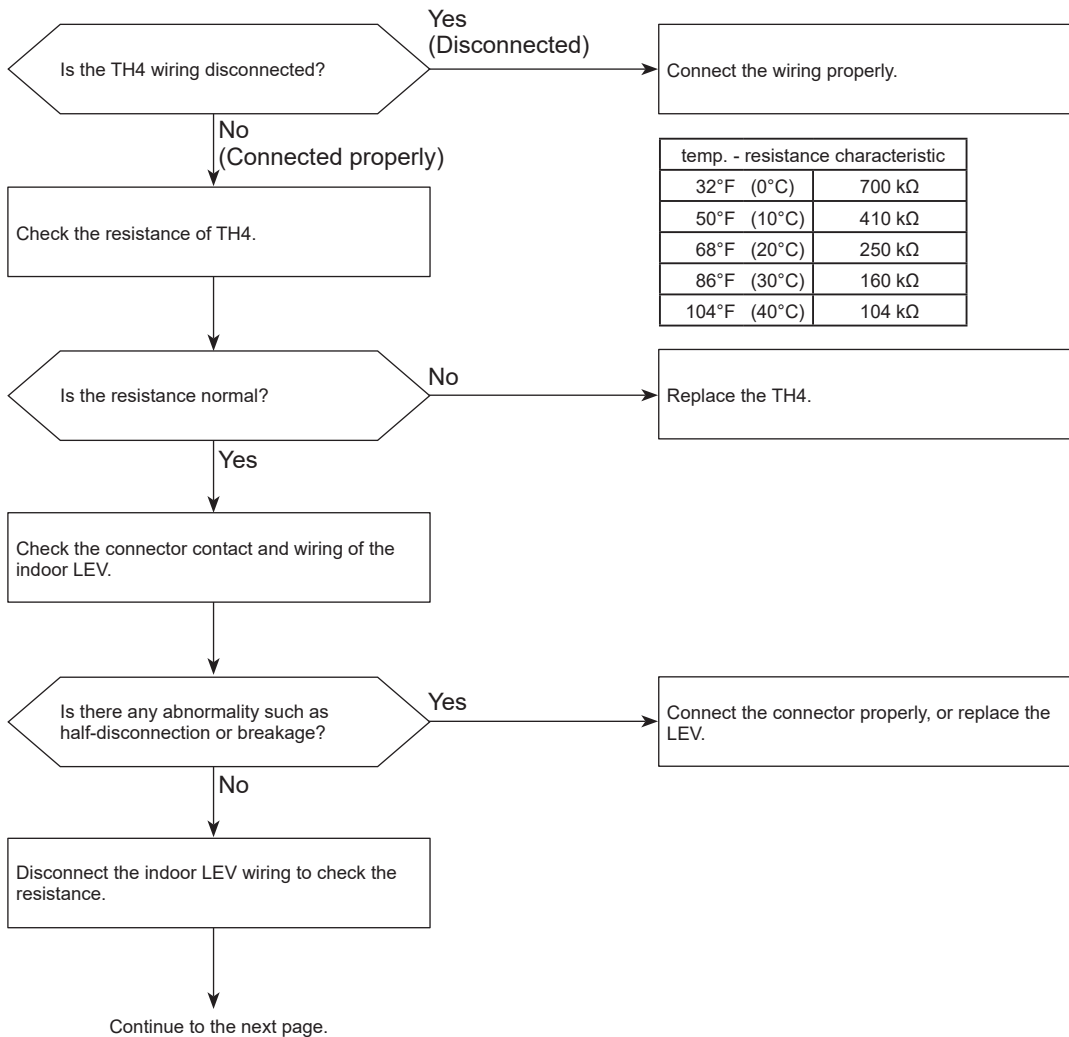 Is the TH4 wiring disconnected?
Yes
(Disconnected)
Connect the wiring properly.
No
(Connected properly)
temp. - resistance characteristic
32°F (0°C) 700 kΩ
50°F (10°C) 410 kΩ
68°F (20°C) 250 kΩ
86°F (30°C) 160 kΩ
104°F (40°C) 104 kΩ
Check the resistance of TH4.
Is the resistance normal?
No
Replace the TH4.
Yes
Check the connector contact and wiring of the
indoor LEV.
Is there any abnormality such as
half-disconnection or breakage?
Yes
Connect the connector properly, or replace the
LEV.
No
Disconnect the indoor LEV wiring to check the
resistance.
Continue to the next page.